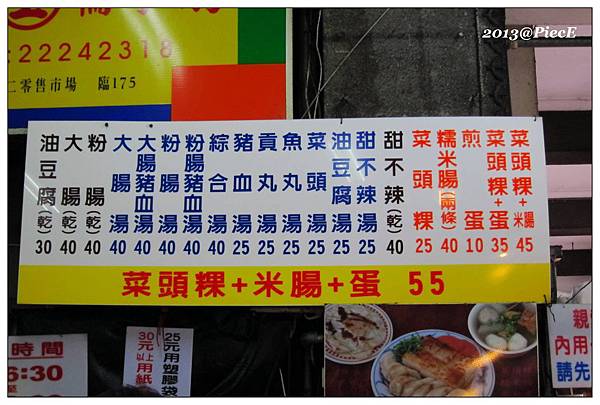 2013@PiecE
:22242318
二零售市場 臨175
油豆腐(乾) 30
大腸(乾) 40
粉腸(乾) 40
大腸湯 40
大腸豬血湯 40
粉腸湯 40
粉腸豬血湯 40
綜合湯 40
豬血湯 25
貢丸湯 25
魚丸湯 25
菜頭湯 25
油豆腐湯 25
甜不辣湯 25
甜不辣(乾) 40
菜頭粿 25
糯米腸(兩條) 40
煎蛋 10
菜頭粿+蛋 35
菜頭粿+米腸 45
菜頭粿+米腸+蛋 55
時間
6:30
30元以上用紙
25元用塑膠袋
親
內用
請先